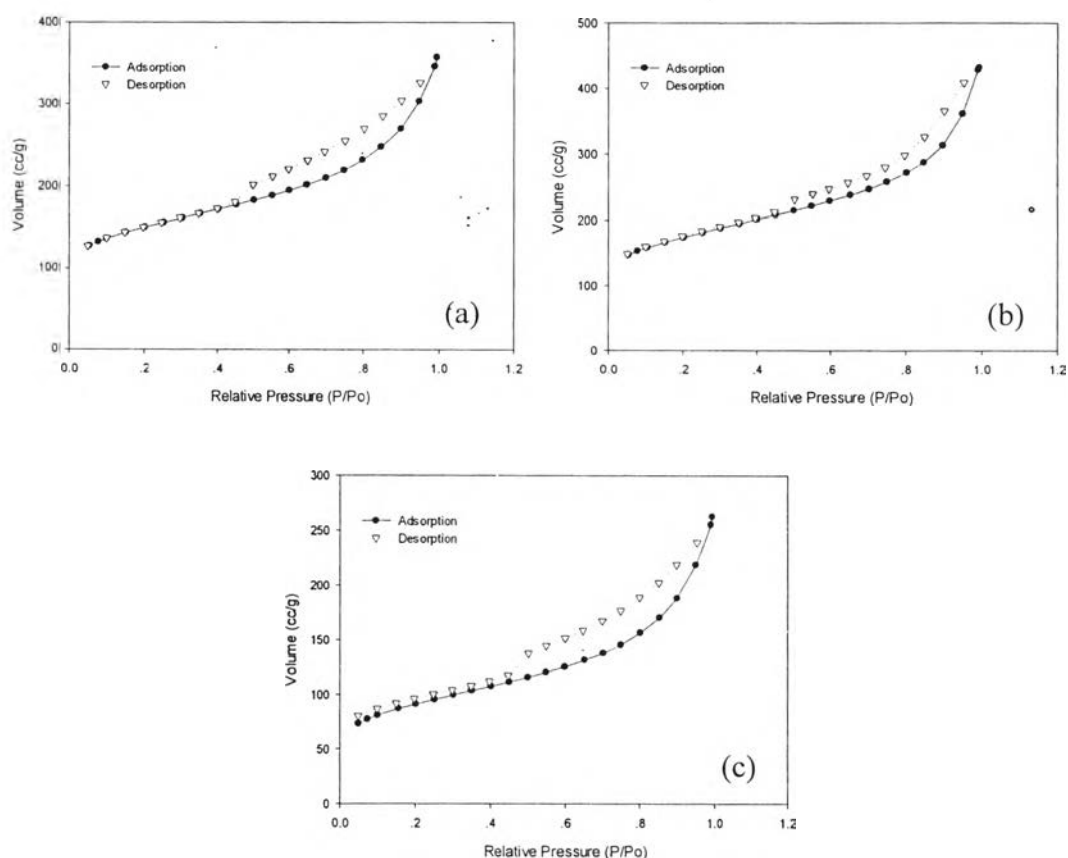 400
Adsorption
Desorption
300
200
100
0
Volume (cc/g)
(a)
0.0 .2 .4 .6 .8 1.0 1.2
Relative Pressure (P/Po)
500
Adsorption
Desorption
400
300
200
100
0
Volume (cc/g)
(b)
0.0 .2 .4 .6 .8 1.0 1.2
Relative Pressure (P/Po)
300
Adsorption
Desorption
250
200
150
100
50
0
Volume (cc/g)
(c)
0.0 .2 .4 .6 .8 1.0 1.2
Relative Pressure (P/Po)